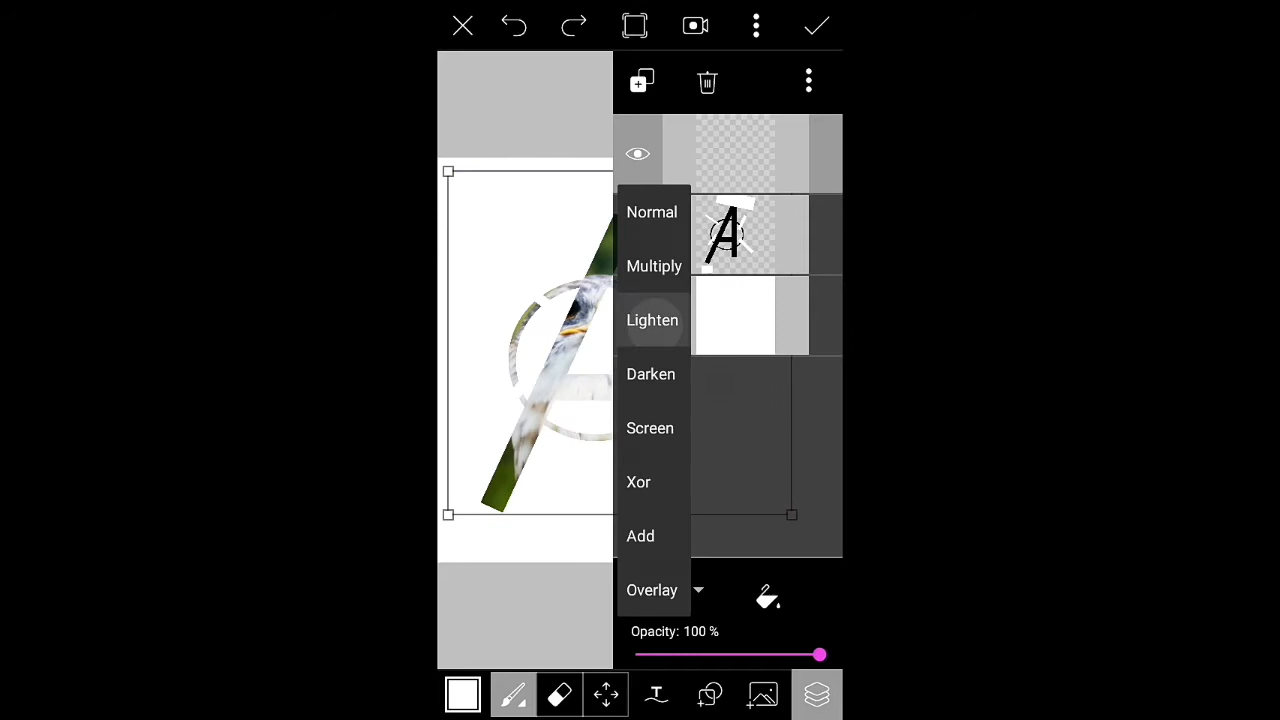 Normal
Multiply
A
Lighten
Darken
Screen
Xor
Add
Overlay
Opacity: 100 %
T